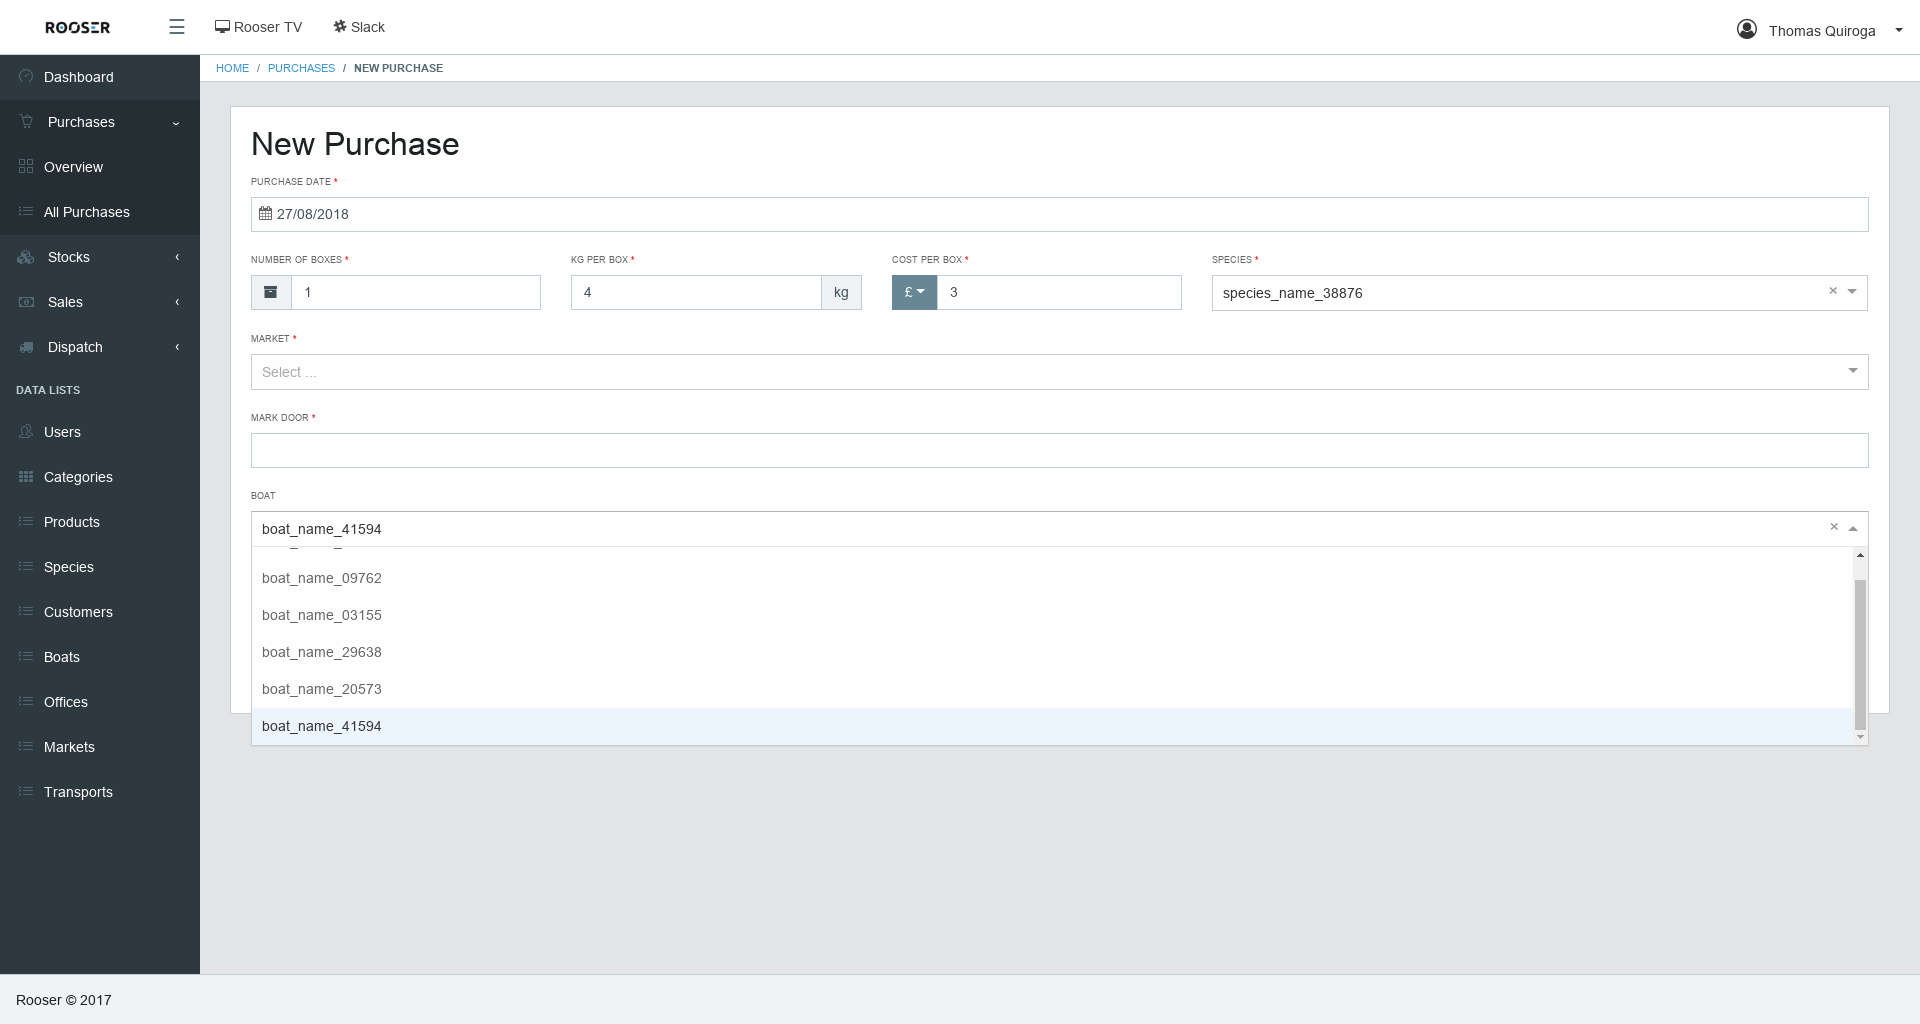 ROOSER
Rooser TV
Slack
Thomas Quiroga
Dashboard
Purchases
Overview
All Purchases
Stocks
Sales
Dispatch
DATA LISTS
Users
Categories
Products
Species
Customers
Boats
Offices
Markets
Transports
HOME / PURCHASES / NEW PURCHASE
New Purchase
PURCHASE DATE *
27/08/2018
NUMBER OF BOXES *
1
KG PER BOX *
4 kg
COST PER BOX *
£ 3
SPECIES *
species_name_38876 ×
MARKET *
Select ...
MARK DOOR *
BOAT
boat_name_41594 ×
boat_name_09762
boat_name_03155
boat_name_29638
boat_name_20573
boat_name_41594
Rooser © 2017